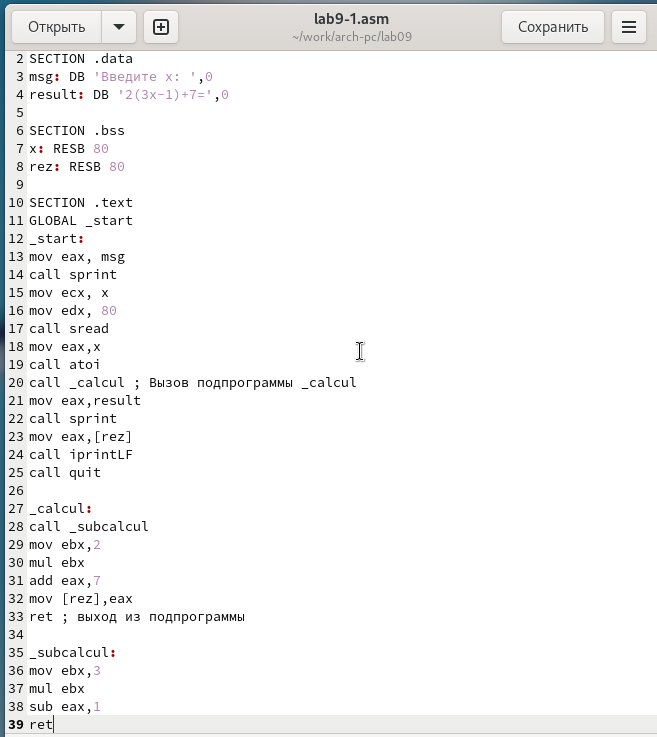 Открыть
lab9-1.asm
~/work/arch-pc/lab09
Сохранить
2 SECTION .data
3 msg: DB 'Введите x: ',0
4 result: DB '2(3x-1)+7=',0
5
6 SECTION .bss
7 x: RESB 80
8 rez: RESB 80
9
10 SECTION .text
11 GLOBAL _start
12 _start:
13 mov eax, msg
14 call sprint
15 mov ecx, x
16 mov edx, 80
17 call sread
18 mov eax,x
19 call atoi
20 call _calcul ; Вызов подпрограммы _calcul
21 mov eax,result
22 call sprint
23 mov eax,[rez]
24 call iprintLF
25 call quit
26
27 _calcul:
28 call _subcalcul
29 mov ebx,2
30 mul ebx
31 add eax,7
32 mov [rez],eax
33 ret ; выход из подпрограммы
34
35 _subcalcul:
36 mov ebx,3
37 mul ebx
38 sub eax,1
39 ret